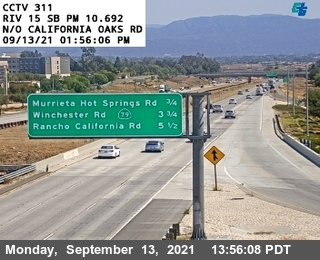 CCTV 311
RIV 15 SB PM 10.692
N/O CALIFORNIA OAKS RD
09/13/21 01:56:06 PM
Murrieta Hot Springs Rd 3/4
Winchester Rd 79 3 3/4
Rancho California Rd 5 1/2
Monday, September 13, 2021 13:56:08 PDT